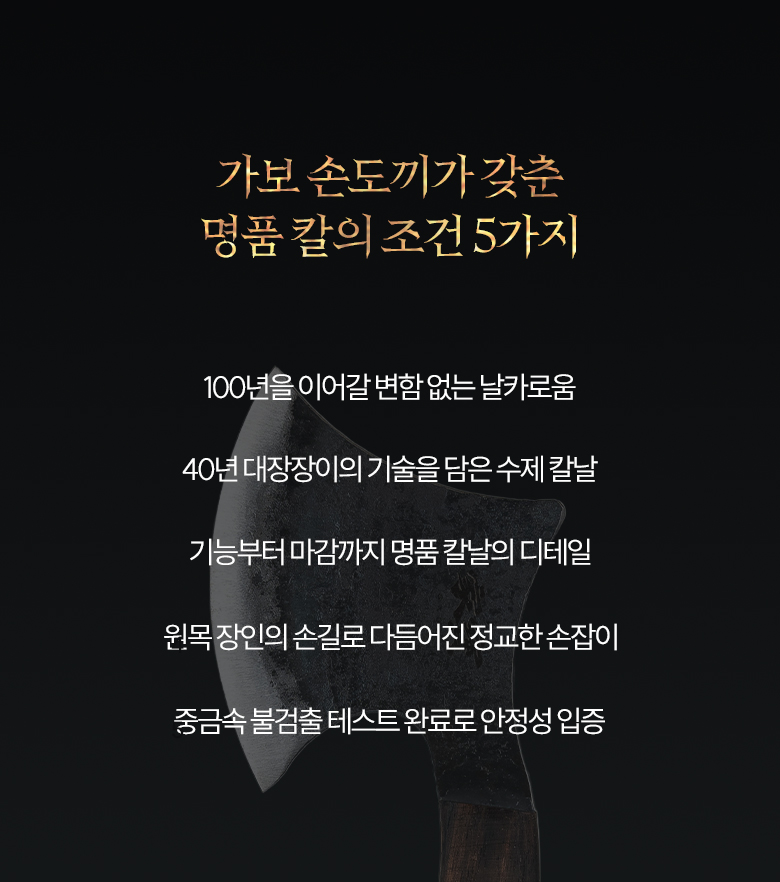 가보 손도끼가 갖춘
명품 칼의 조건 5가지
100년을 이어갈 변함 없는 날카로움
40년 대장장이의 기술을 담은 수제 칼날
기능부터 마감까지 명품 칼날의 디테일
원목 장인의 손길로 다듬어진 정교한 손잡이
중금속 불검출 테스트 완료로 안정성 입증